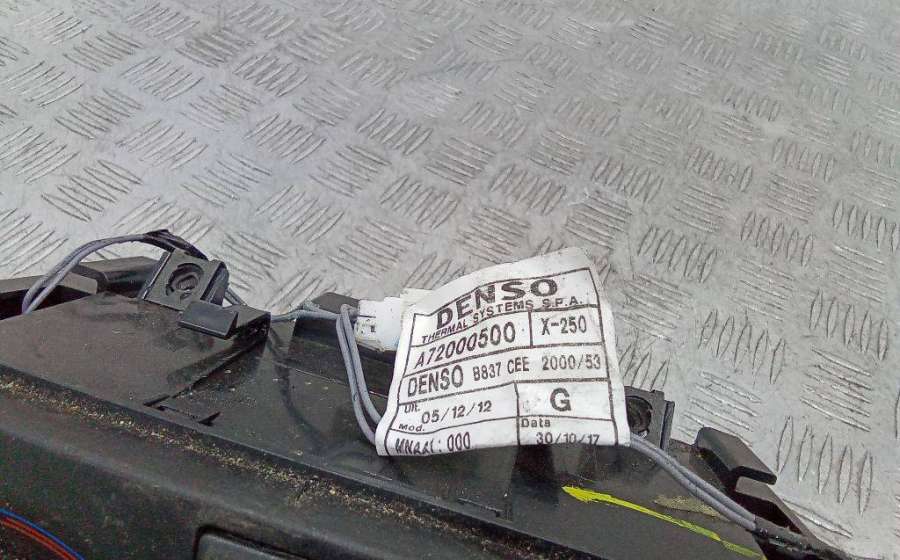 DENSO
THERMAL SYSTEMS S.P.A.
A72000500 X-250
DENSO B837 CEE 2000/53
05/12/12 G
Mod. Data
:000 30/10/17